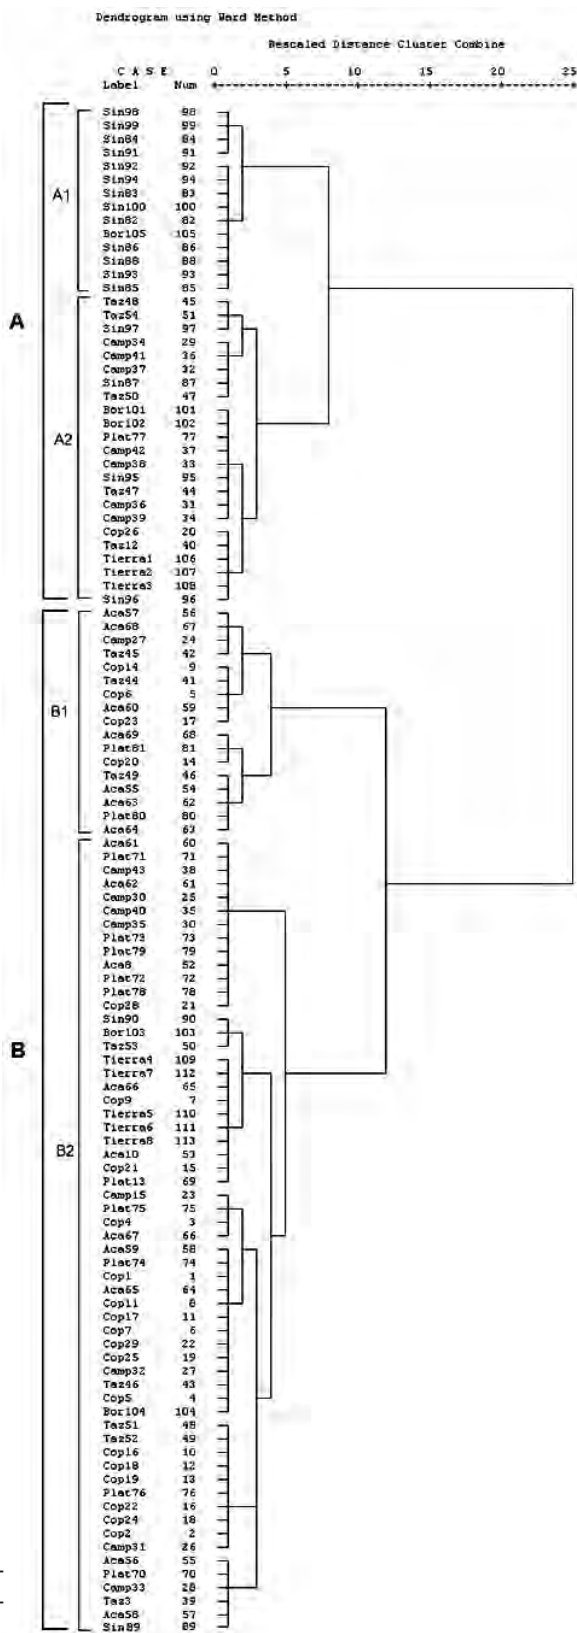 Dendrogram using Ward Method
Rescaled Distance Cluster Combine
C A S E 0 5 10 15 20 25
Label Num
Sin98 98
Sin99 99
Sin84 84
Sin91 91
Sin92 92
Sin94 94
A1
Sin83 83
Sin100 100
Sin82 82
Bor105 105
Sin86 86
Sin88 88
Sin93 93
Sin85 85
Taz48 45
A
Taz54 51
Sin97 97
Camp34 29
Camp41 36
Camp37 32
Sin87 87
Taz50 47
Bor101 101
Bor102 102
A2
Plat77 77
Camp42 37
Camp38 33
Sin95 95
Taz47 44
Camp36 31
Camp39 34
Cop26 20
Taz12 40
Tierra1 106
Tierra2 107
Tierra3 108
Sin96 96
Aca57 56
Aca68 67
Camp27 24
Taz45 42
Cop14 9
Taz44 41
Cop6 5
B1
Aca60 59
Cop23 17
Aca69 68
Plat81 81
Cop20 14
Taz49 46
Aca55 54
Aca63 62
Plat80 80
Aca64 63
Aca61 60
Plat71 71
Camp43 38
Aca62 61
Camp30 25
Camp40 35
Camp35 30
Plat73 73
Plat79 79
Aca8 52
Plat72 72
Plat78 78
Cop28 21
Sin90 90
Bor103 103
B
Taz53 50
Tierra4 109
Tierra7 112
Aca66 65
Cop9 7
Tierra5 110
Tierra6 111
B2
Tierra8 113
Aca10 53
Cop21 15
Plat13 69
Camp15 23
Plat75 75
Cop4 3
Aca67 66
Aca59 58
Plat74 74
Cop1 1
Aca65 64
Cop11 8
Cop17 11
Cop7 6
Cop29 22
Cop25 19
Camp32 27
Taz46 43
Cop5 4
Bor104 104
Taz51 48
Taz52 49
Cop16 10
Cop18 12
Cop19 13
Plat76 76
Cop22 16
Cop24 18
Cop2 2
Camp31 26
Aca56 55
Plat70 70
Camp33 28
Taz3 39
Aca58 57
Sin89 89